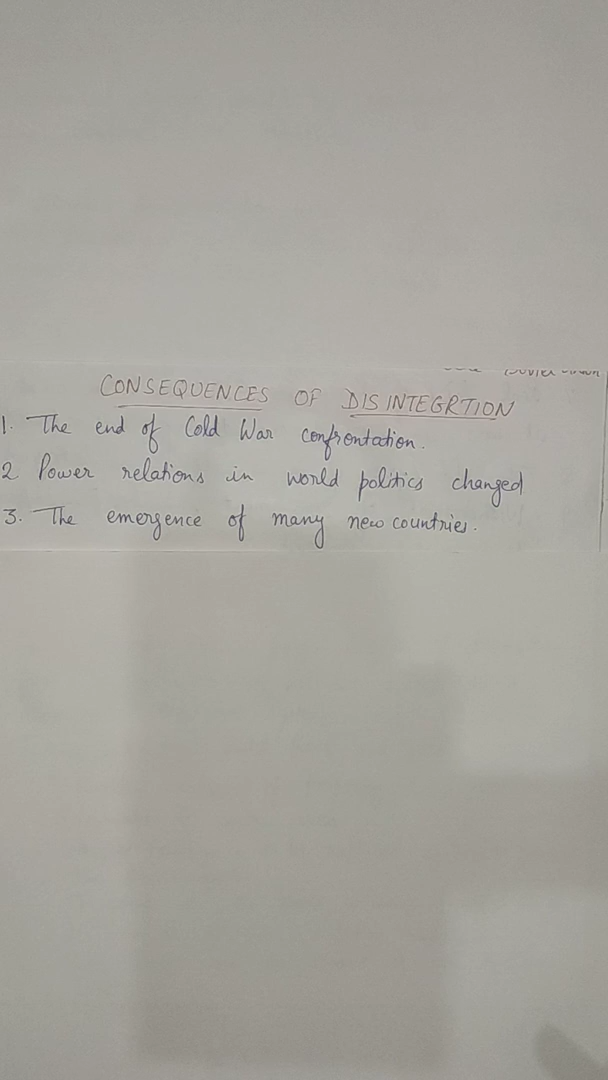 CONSEQUENCES OF DISINTEGRTION
1. The end of Cold War confrontation.
2 Power relations in world politics changed
3. The emergence of many new countries.